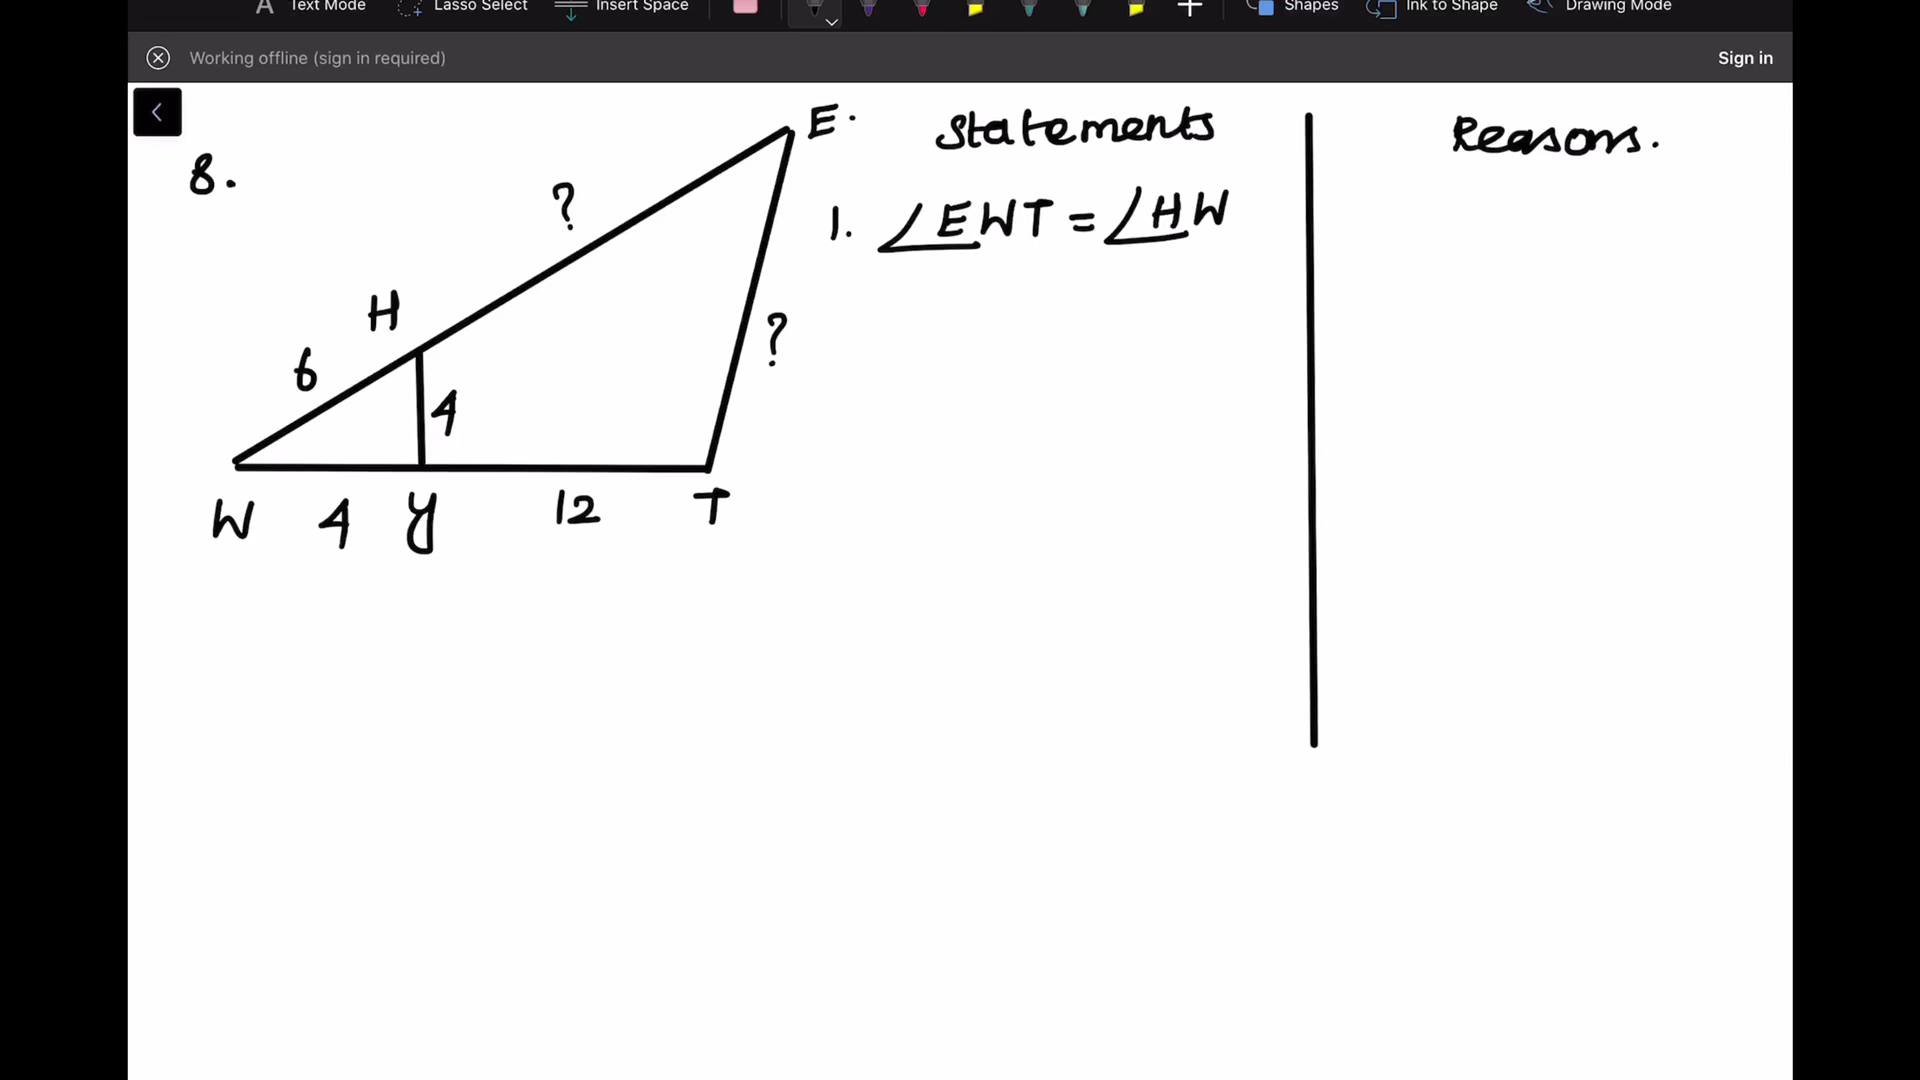 Text Mode Lasso Select Insert Space Shapes Ink to Shape Drawing Mode
Working offline (sign in required) Sign in
8.
E.
?
H
6
4
?
W 4 y 12 T
Statements Reasons.
1. ∠EWT = ∠HW